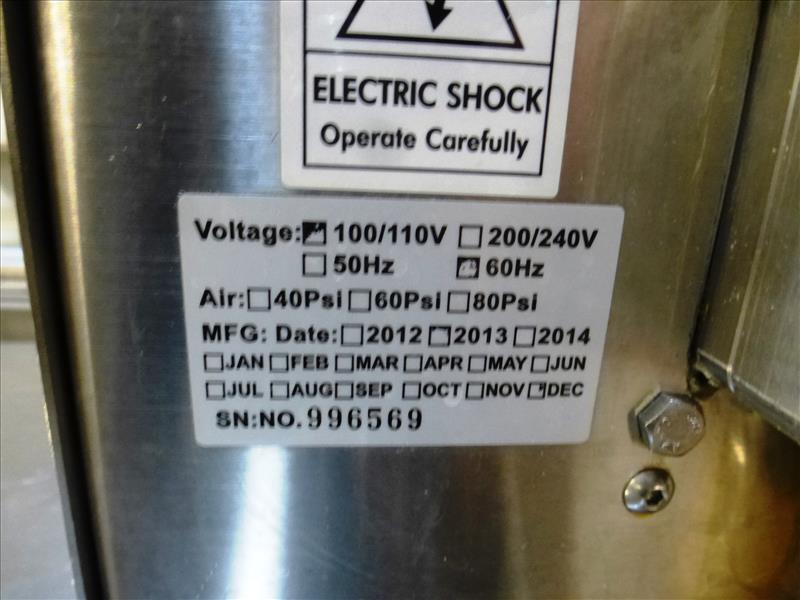 ELECTRIC SHOCK
Operate Carefully
Voltage: 100/110V 200/240V
50Hz 60Hz
Air: 40Psi 60Psi 80Psi
MFG: Date: 2012 2013 2014
JAN FEB MAR APR MAY JUN
JUL AUG SEP OCT NOV DEC
SN:NO. 996569